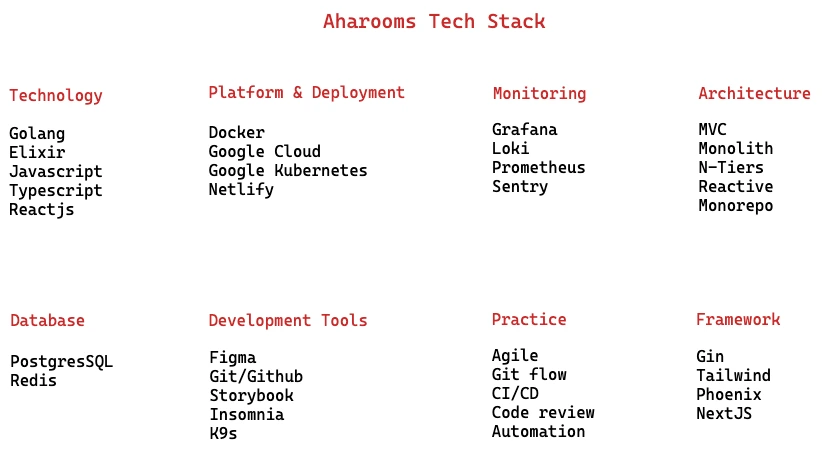 Aharooms Tech Stack
Technology
Golang
Elixir
Javascript
Typescript
Reactjs
Platform & Deployment
Docker
Google Cloud
Google Kubernetes
Netlify
Monitoring
Grafana
Loki
Prometheus
Sentry
Architecture
MVC
Monolith
N-Tiers
Reactive
Monorepo
Database
PostgresSQL
Redis
Development Tools
Figma
Git/Github
Storybook
Insomnia
K9s
Practice
Agile
Git flow
CI/CD
Code review
Automation
Framework
Gin
Tailwind
Phoenix
NextJS